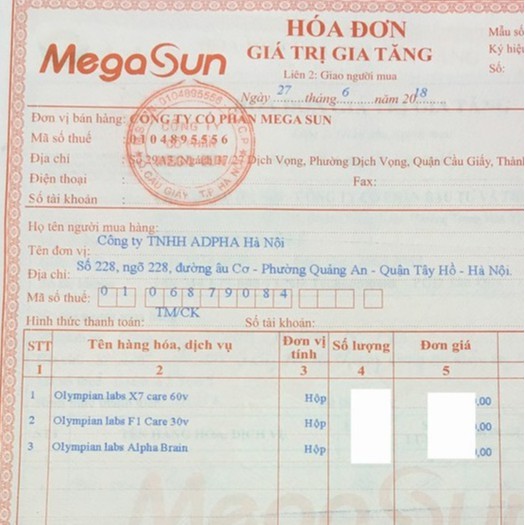 MegaSun
HÓA ĐƠN
GIÁ TRỊ GIA TĂNG
Liên 2: Giao người mua
Ngày 27 tháng 6 năm 2018
Mẫu số
Ký hiệu
Số:
Đơn vị bán hàng: CÔNG TY CỔ PHẦN MEGA SUN
Mã số thuế : 0104895556
Địa chỉ : Dịch Vọng, Phường Dịch Vọng, Quận Cầu Giấy,
Điện thoại : Fax:
Số tài khoản :
Họ tên người mua hàng:
Tên đơn vị: Công ty TNHH ADPHA Hà Nội
Địa chỉ: Số 228, ngõ 228, đường âu Cơ - Phường Quảng An - Quận Tây Hồ - Hà Nội.
Mã số thuế: 01 06879084
Hình thức thanh toán: TM/CK Số tài khoản:
STT Tên hàng hóa, dịch vụ Đơn vị tính Số lượng Đơn giá
1 2 3 4 5
1 Olympian labs X7 care 60v Hộp ,00
2 Olympian labs F1 Care 30v Hộp ,00
3 Olympian labs Alpha Brain Hộp ,00
MegaSun